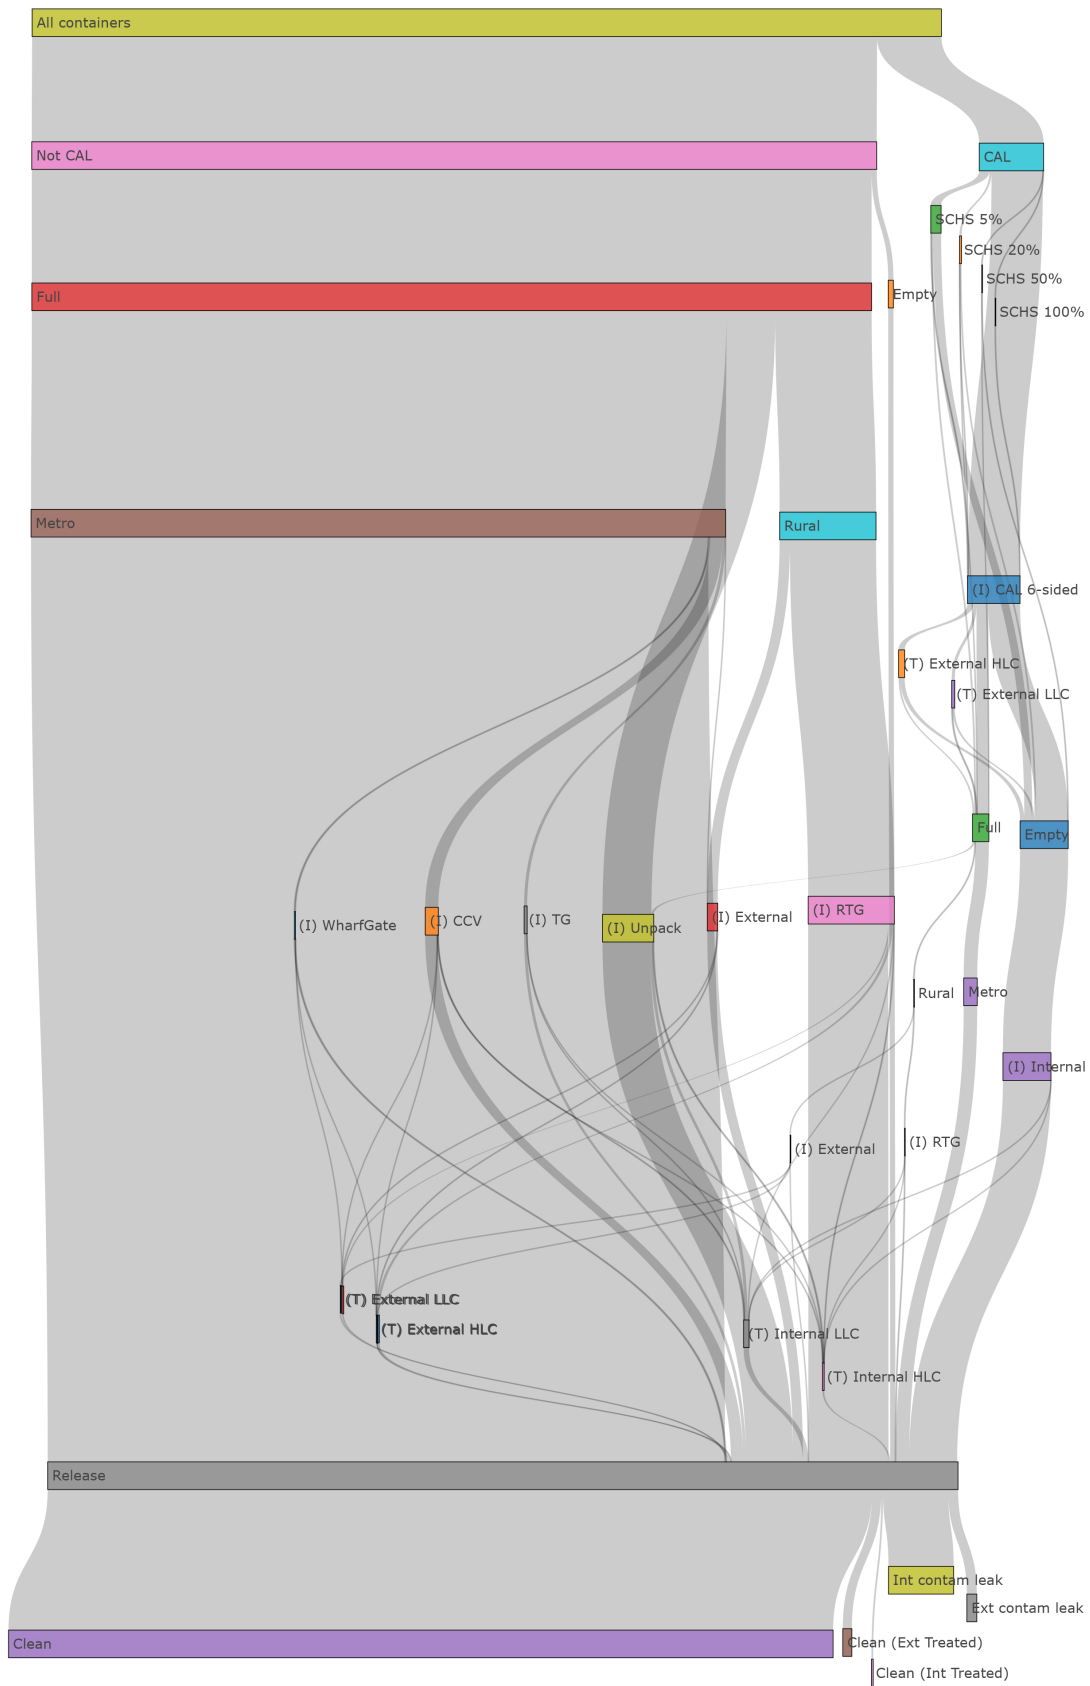 All containers
Not CAL
CAL
SCHS 5%
SCHS 20%
SCHS 50%
Full
Empty
SCHS 100%
Metro
Rural
(I) CAL 6-sided
(T) External HLC
(T) External LLC
Full
Empty
(I) RTG
(I) WharfGate
(I) CCV
(I) TG
(I) Unpack
(I) External
Rural
Metro
(I) Internal
(I) External
(I) RTG
(T) External LLC
(T) External HLC
(T) Internal LLC
(T) Internal HLC
Release
Int contam leak
Ext contam leak
Clean
Clean (Ext Treated)
Clean (Int Treated)